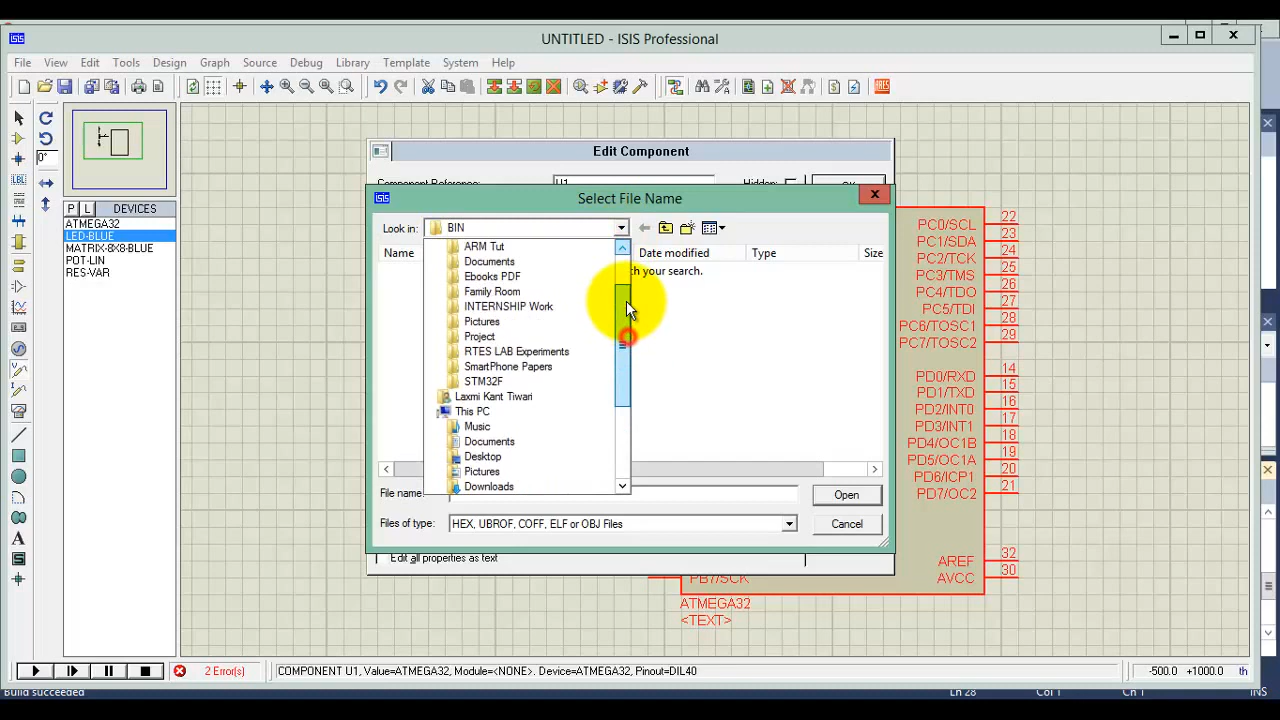 UNTITLED - ISIS Professional
File View Edit Tools Design Graph Source Debug Library Template System Help
Edit Component
Select File Name
Look in: BIN
Name Date modified Type Size
ch your search.
ARM Tut
Documents
Ebooks PDF
Family Room
INTERNSHIP Work
Pictures
Project
RTES LAB Experiments
SmartPhone Papers
STM32F
Laxmi Kant Tiwari
This PC
Music
Documents
Desktop
Pictures
Downloads
File name: Open
Files of type: HEX, UBROF, COFF, ELF or OBJ Files Cancel
Edit all properties as text
0°
P L DEVICES
ATMEGA32
LED-BLUE
MATRIX-8X8-BLUE
POT-LIN
RES-VAR
LBL
PC0/SCL 22
PC1/SDA 23
PC2/TCK 24
PC3/TMS 25
PC4/TDO 26
PC5/TDI 27
PC6/TOSC1 28
PC7/TOSC2 29
PD0/RXD 14
PD1/TXD 15
PD2/INT0 16
PD3/INT1 17
PD4/OC1B 18
PD5/OC1A 19
PD6/ICP1 20
PD7/OC2 21
AREF 32
AVCC 30
PB7/SCK
ATMEGA32
<TEXT>
2 Error(s) COMPONENT U1, Value=ATMEGA32, Module=<NONE>. Device=ATMEGA32, Pinout=DIL40 -500.0 +1000.0 th
Build succeeded Ln 28 Col 1 Ch 1 INS